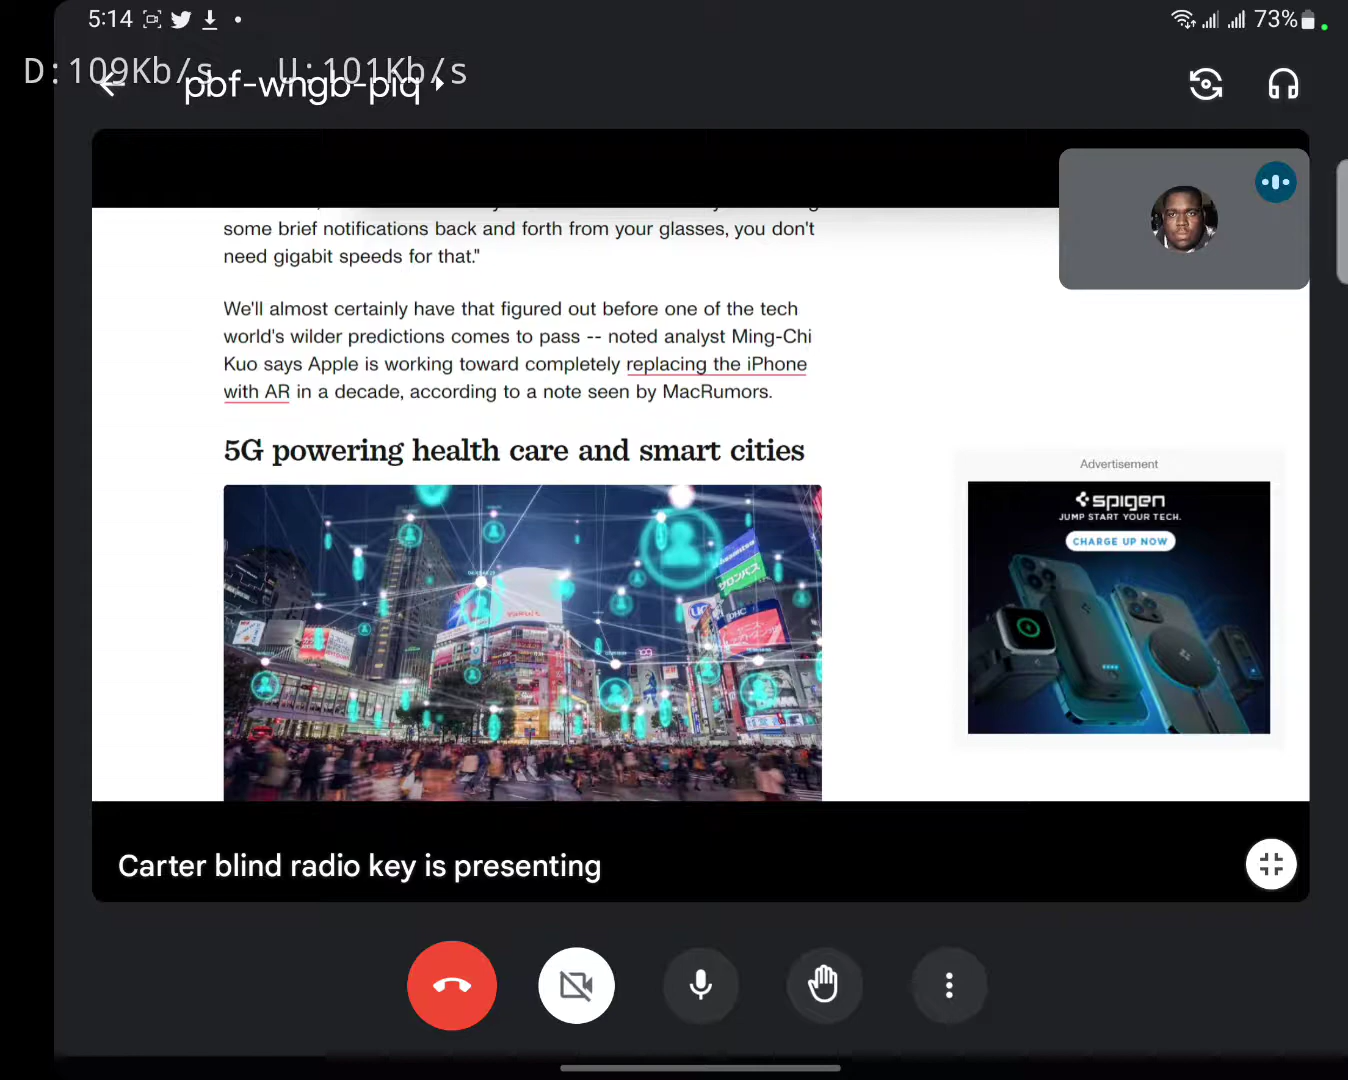 5:14
73%
D:109Kb/s U:101Kb/s
pbf-wngb-piq
some brief notifications back and forth from your glasses, you don't
need gigabit speeds for that."
We'll almost certainly have that figured out before one of the tech
world's wilder predictions comes to pass -- noted analyst Ming-Chi
Kuo says Apple is working toward completely replacing the iPhone
with AR in a decade, according to a note seen by MacRumors.
5G powering health care and smart cities
Advertisement
spigen
JUMP START YOUR TECH.
CHARGE UP NOW
Carter blind radio key is presenting